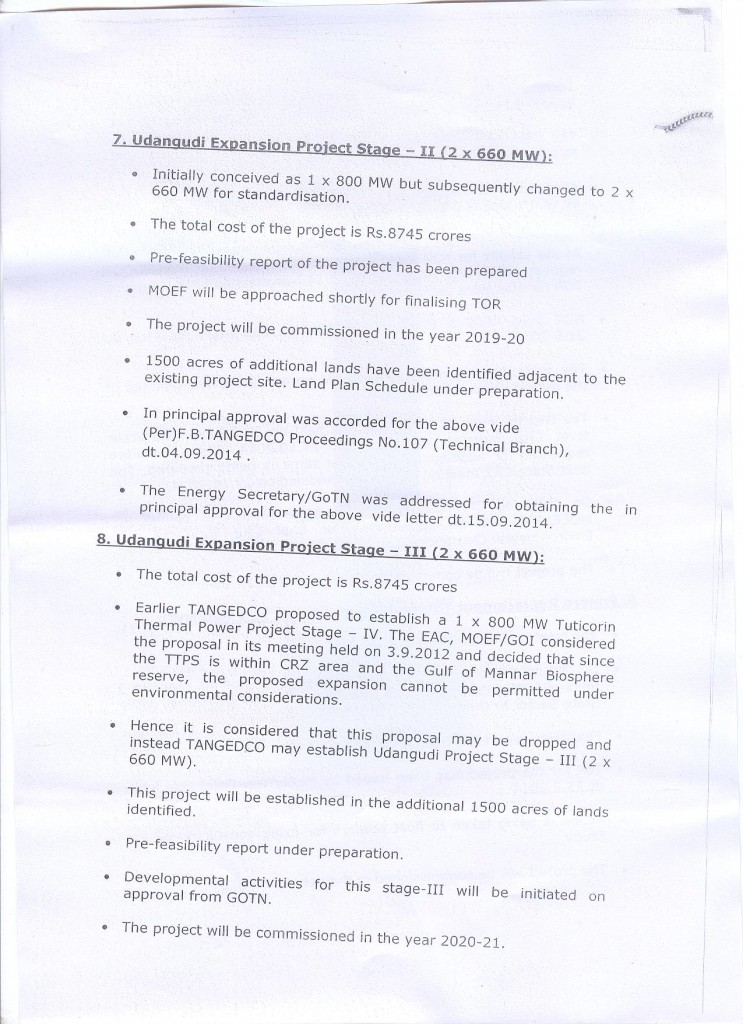 7. Udangudi Expansion Project Stage – II (2 x 660 MW):
• Initially conceived as 1 x 800 MW but subsequently changed to 2 x
660 MW for standardisation.
• The total cost of the project is Rs.8745 crores
• Pre-feasibility report of the project has been prepared
• MOEF will be approached shortly for finalising TOR
• The project will be commissioned in the year 2019-20
• 1500 acres of additional lands have been identified adjacent to the
existing project site. Land Plan Schedule under preparation.
• In principal approval was accorded for the above vide
(Per)F.B.TANGEDCO Proceedings No.107 (Technical Branch),
dt.04.09.2014 .
• The Energy Secretary/GoTN was addressed for obtaining the in
principal approval for the above vide letter dt.15.09.2014.
8. Udangudi Expansion Project Stage – III (2 x 660 MW):
• The total cost of the project is Rs.8745 crores
• Earlier TANGEDCO proposed to establish a 1 x 800 MW Tuticorin
Thermal Power Project Stage – IV. The EAC, MOEF/GOI considered
the proposal in its meeting held on 3.9.2012 and decided that since
the TTPS is within CRZ area and the Gulf of Mannar Biosphere
reserve, the proposed expansion cannot be permitted under
environmental considerations.
• Hence it is considered that this proposal may be dropped and
instead TANGEDCO may establish Udangudi Project Stage – III (2 x
660 MW).
• This project will be established in the additional 1500 acres of lands
identified.
• Pre-feasibility report under preparation.
• Developmental activities for this stage-III will be initiated on
approval from GOTN.
• The project will be commissioned in the year 2020-21.